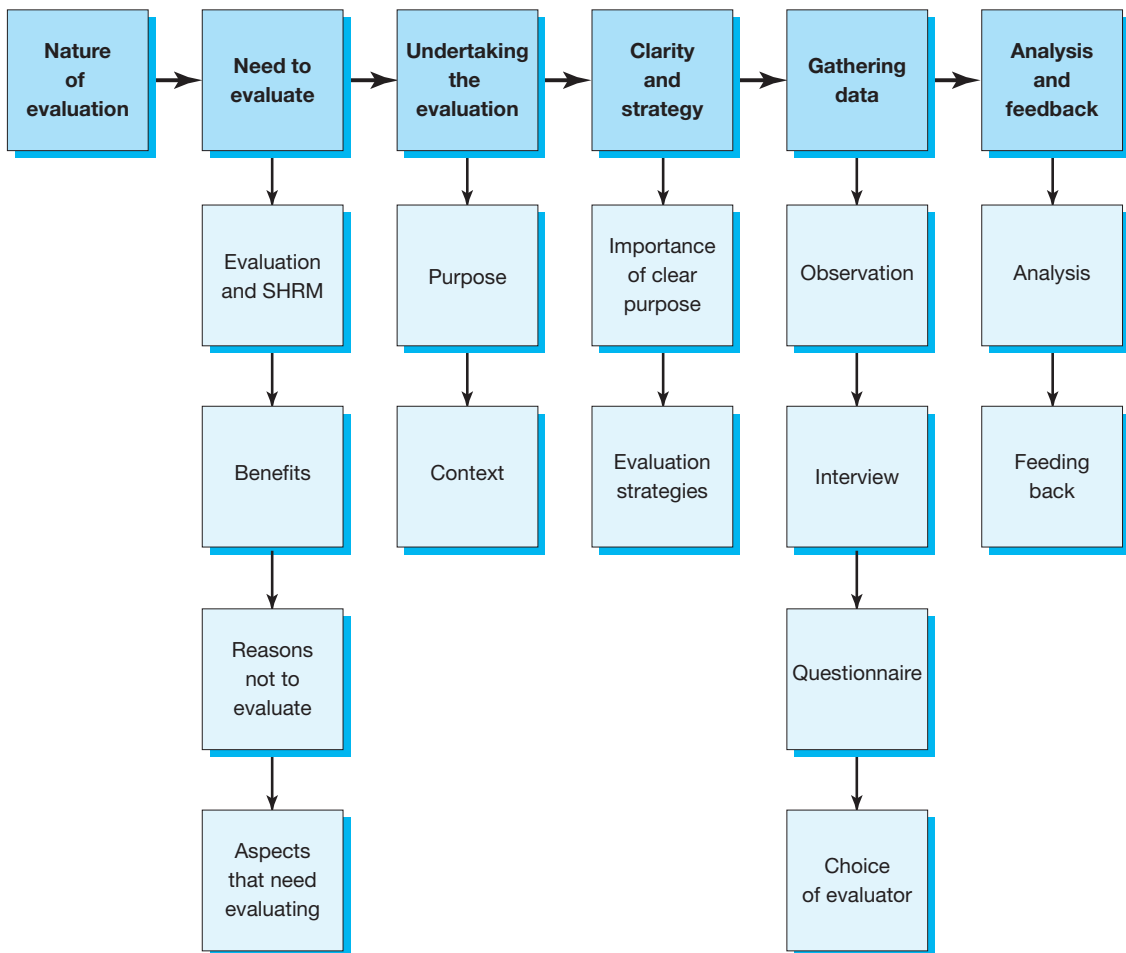 Nature
of
evaluation
Need to
evaluate
Undertaking
the
evaluation
Clarity
and
strategy
Gathering
data
Analysis
and
feedback
Evaluation
and SHRM
Purpose
Importance
of clear
purpose
Observation
Analysis
Benefits
Context
Evaluation
strategies
Interview
Feeding
back
Reasons
not to
evaluate
Questionnaire
Aspects
that need
evaluating
Choice
of evaluator